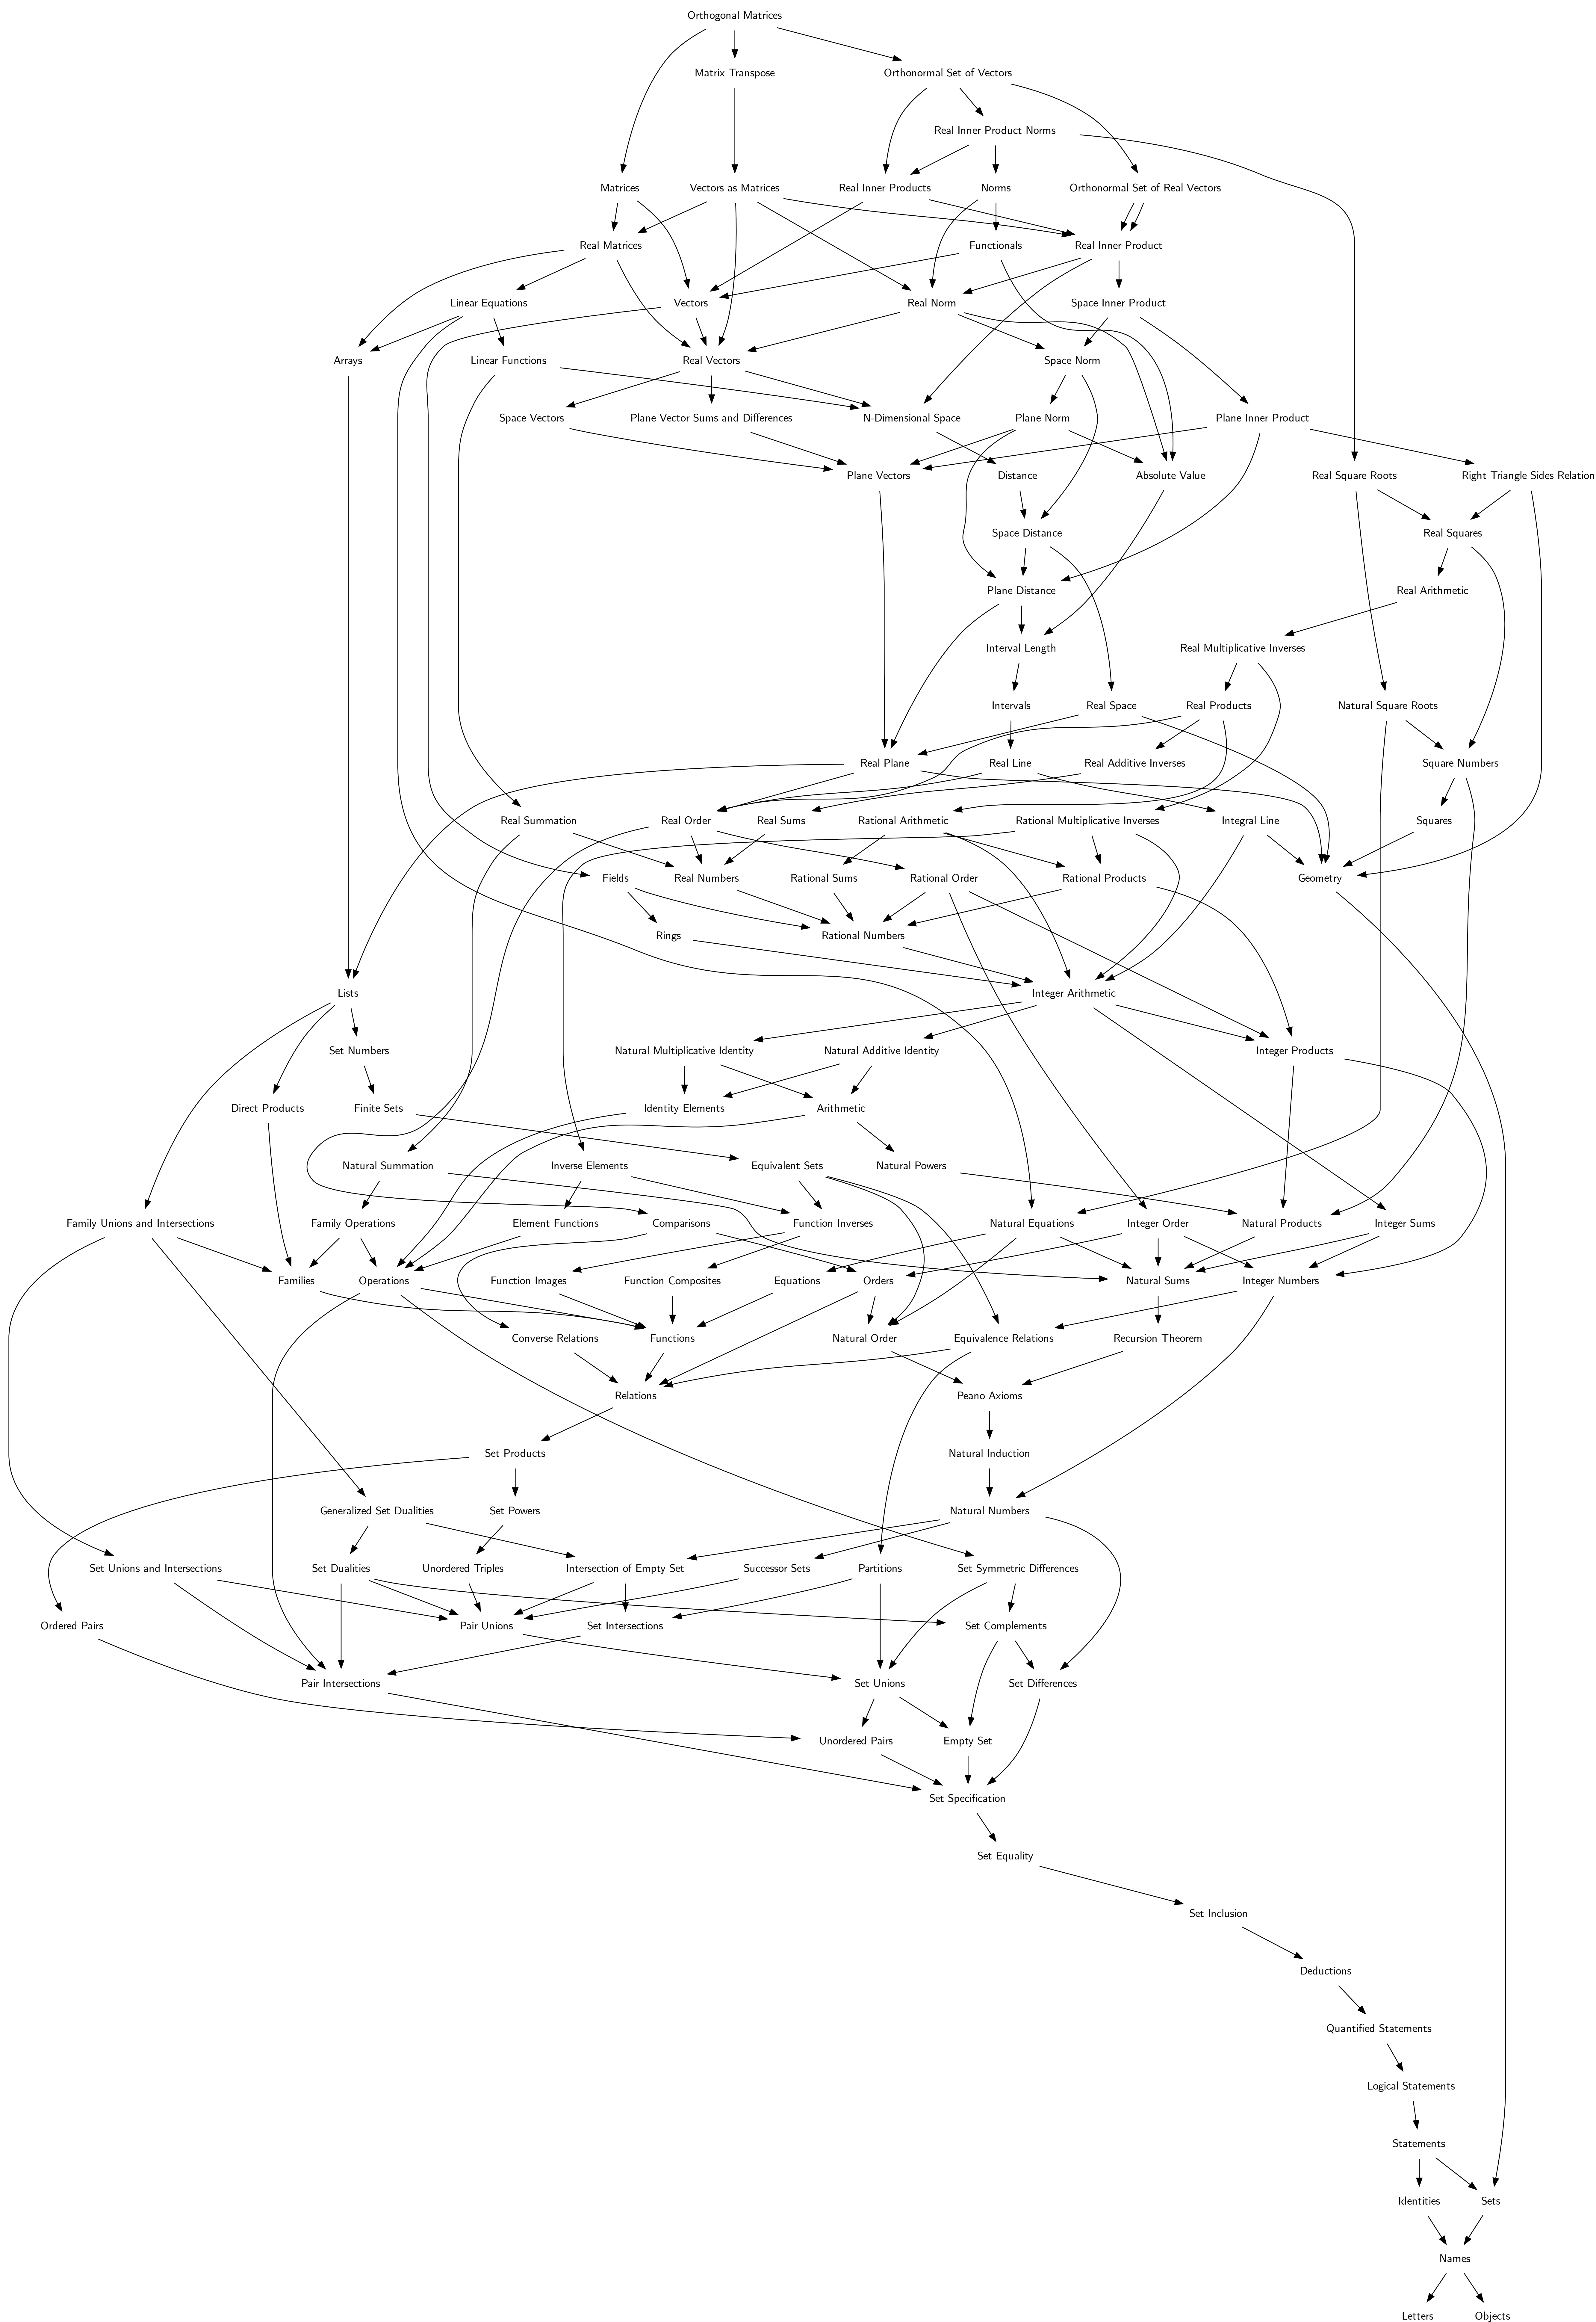 Orthogonal Matrices
Matrix Transpose
Orthonormal Set of Vectors
Real Inner Product Norms
Matrices
Vectors as Matrices
Real Inner Products
Norms
Orthonormal Set of Real Vectors
Real Matrices
Functionals
Real Inner Product
Linear Equations
Vectors
Real Norm
Space Inner Product
Arrays
Linear Functions
Real Vectors
Space Norm
Space Vectors
Plane Vector Sums and Differences
N-Dimensional Space
Plane Norm
Plane Inner Product
Plane Vectors
Distance
Absolute Value
Real Square Roots
Right Triangle Sides Relation
Space Distance
Real Squares
Plane Distance
Real Arithmetic
Interval Length
Real Multiplicative Inverses
Intervals
Real Space
Real Products
Natural Square Roots
Real Plane
Real Line
Real Additive Inverses
Square Numbers
Real Summation
Real Order
Real Sums
Rational Arithmetic
Rational Multiplicative Inverses
Integral Line
Squares
Fields
Real Numbers
Rational Sums
Rational Order
Rational Products
Geometry
Rings
Rational Numbers
Lists
Integer Arithmetic
Set Numbers
Natural Multiplicative Identity
Natural Additive Identity
Integer Products
Direct Products
Finite Sets
Identity Elements
Arithmetic
Natural Summation
Inverse Elements
Equivalent Sets
Natural Powers
Family Unions and Intersections
Family Operations
Element Functions
Comparisons
Function Inverses
Natural Equations
Integer Order
Natural Products
Integer Sums
Families
Operations
Function Images
Function Composites
Equations
Orders
Natural Sums
Integer Numbers
Converse Relations
Functions
Natural Order
Equivalence Relations
Recursion Theorem
Relations
Peano Axioms
Set Products
Natural Induction
Generalized Set Dualities
Set Powers
Natural Numbers
Set Unions and Intersections
Set Dualities
Unordered Triples
Intersection of Empty Set
Successor Sets
Partitions
Set Symmetric Differences
Ordered Pairs
Pair Unions
Set Intersections
Set Complements
Pair Intersections
Set Unions
Set Differences
Unordered Pairs
Empty Set
Set Specification
Set Equality
Set Inclusion
Deductions
Quantified Statements
Logical Statements
Statements
Identities
Sets
Names
Letters
Objects